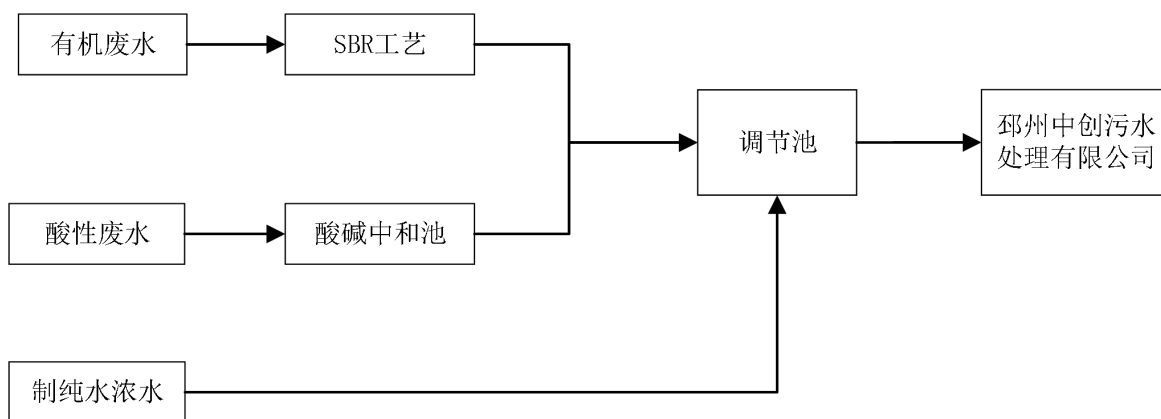 有机废水
SBR工艺
调节池
邳州中创污水
处理有限公司
酸性废水
酸碱中和池
制纯水浓水